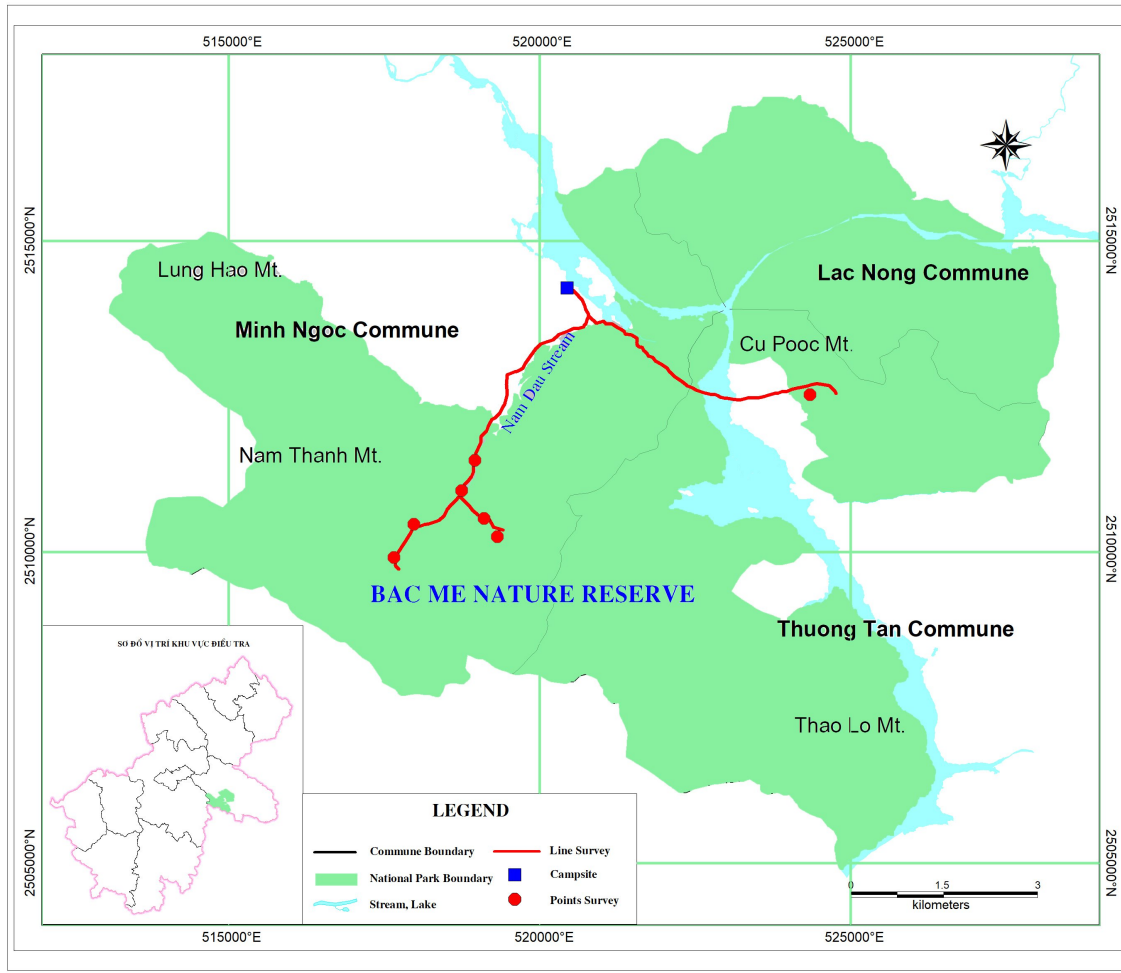 515000°E
520000°E
525000°E
2515000°N
2515000°N
Lung Hao Mt.
Lac Nong Commune
Minh Ngoc Commune
Cu Pooc Mt.
Nam Dau Stream
Nam Thanh Mt.
2510000°N
2510000°N
BAC ME NATURE RESERVE
Thuong Tan Commune
SƠ ĐỒ VỊ TRÍ KHU VỰC ĐIỀU TRA
Thao Lo Mt.
LEGEND
Commune Boundary
Line Survey
National Park Boundary
Campsite
Stream, Lake
Points Survey
2505000°N
2505000°N
0 1.5 3
kilometers
515000°E
520000°E
525000°E